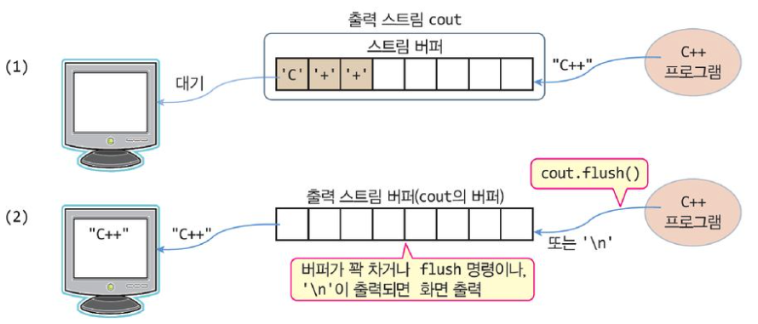 출력 스트림 cout
(1)
스트림 버퍼
대기
'C' '+' '+'
"C++"
C++
프로그램
(2)
출력 스트림 버퍼(cout의 버퍼)
cout.flush()
"C++"
"C++"
또는 '\n'
C++
프로그램
버퍼가 꽉 차거나 flush 명령이나,
'\n'이 출력되면 화면 출력